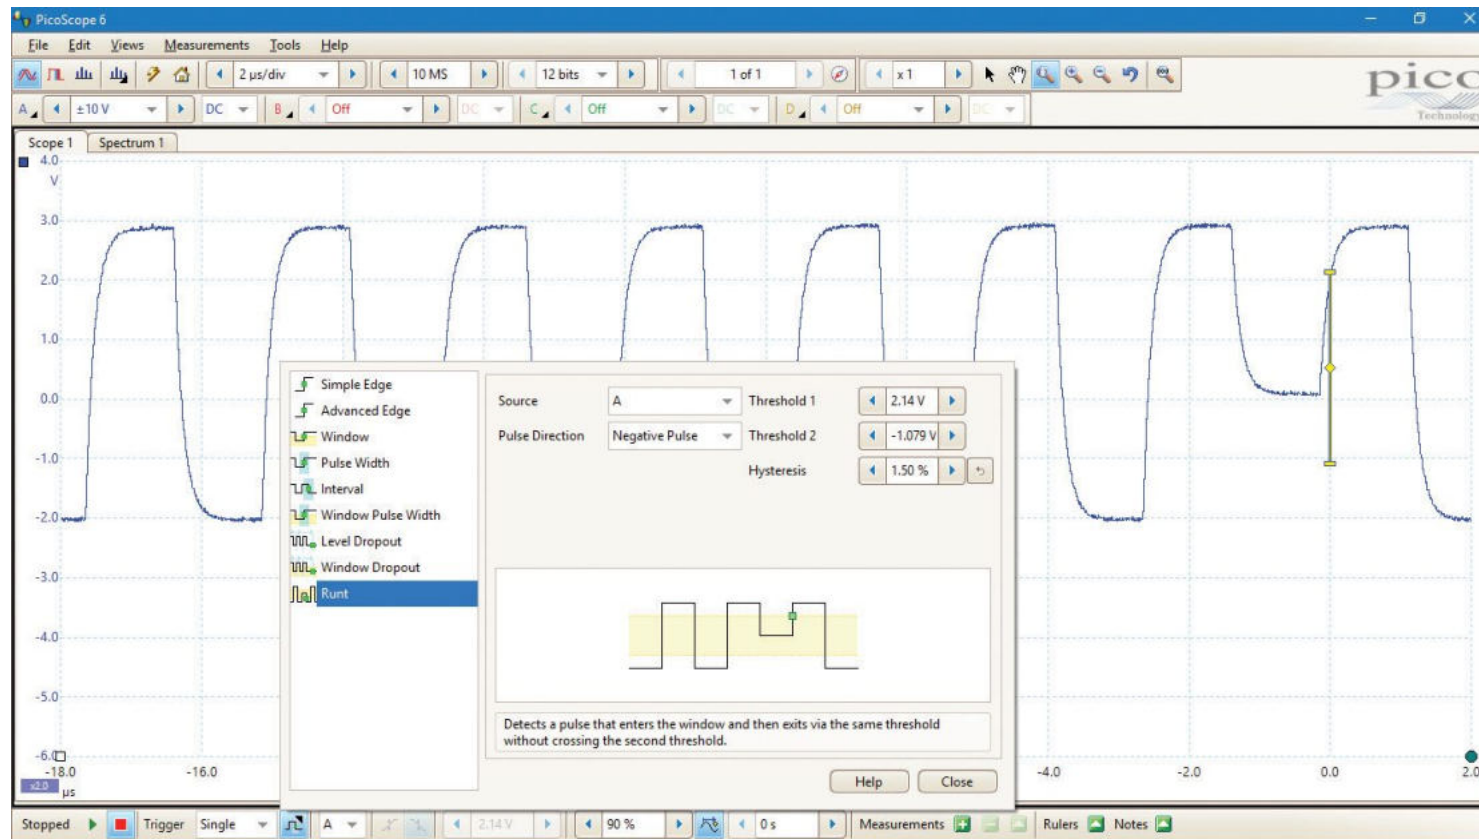 PicoScope 6
File Edit Views Measurements Tools Help
2 µs/div 10 MS 12 bits 1 of 1 x 1
pico
Technology
A ±10 V DC B Off DC C Off DC D Off DC
Scope 1 Spectrum 1
4.0
V
3.0
2.0
1.0
0.0
-1.0
-2.0
-3.0
-4.0
-5.0
-6.0
Simple Edge
Advanced Edge
Window
Pulse Width
Interval
Window Pulse Width
Level Dropout
Window Dropout
Runt
Source A Threshold 1 2.14 V
Pulse Direction Negative Pulse Threshold 2 -1.079 V
Hysteresis 1.50 %
Detects a pulse that enters the window and then exits via the same threshold
without crossing the second threshold.
Help Close
-18.0 -16.0 -4.0 -2.0 0.0 2.0
x2.0 µs
Stopped Trigger Single A 2.14 V 90 % 0 s Measurements Rulers Notes